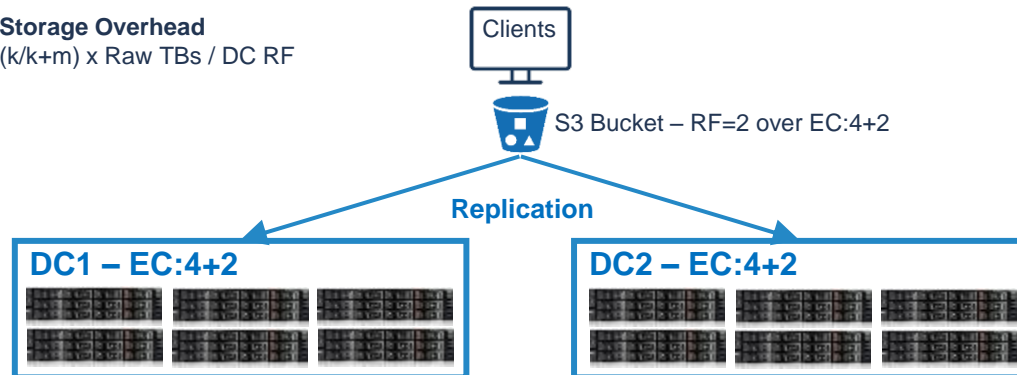 Storage Overhead
(k/k+m) x Raw TBs / DC RF
Clients
S3 Bucket – RF=2 over EC:4+2
Replication
DC1 – EC:4+2
DC2 – EC:4+2